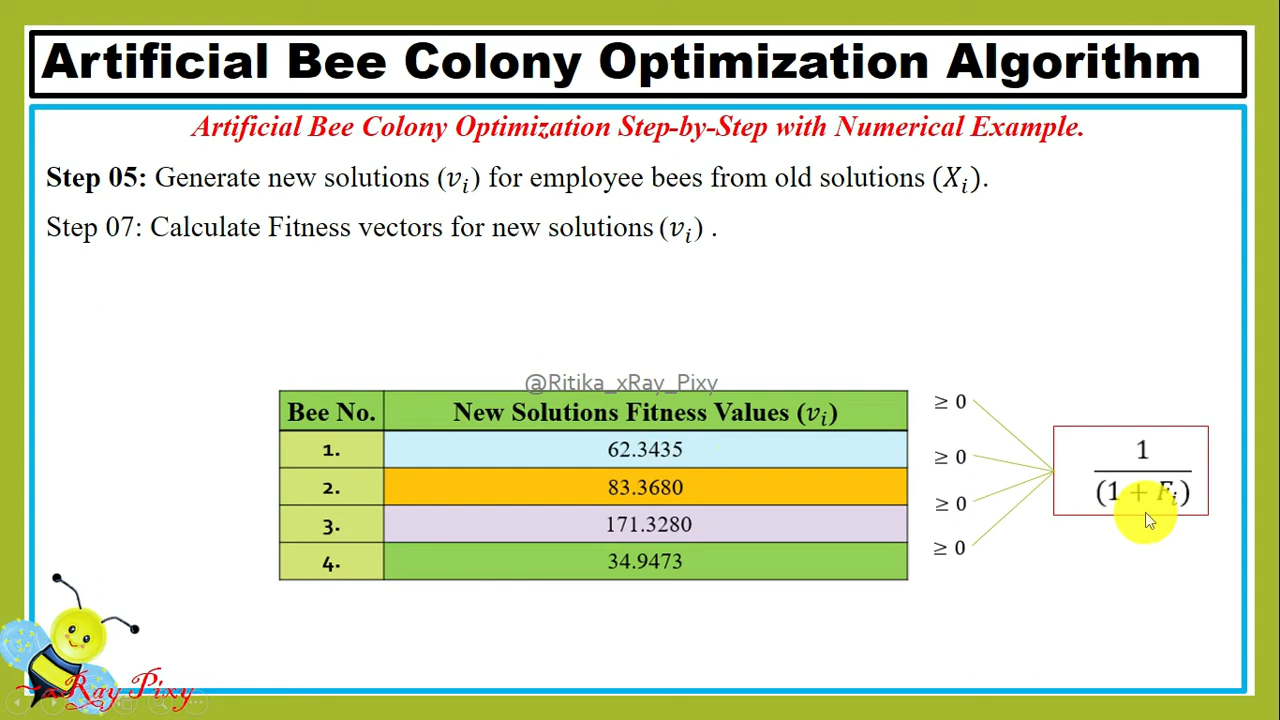 Artificial Bee Colony Optimization Algorithm
Artificial Bee Colony Optimization Step-by-Step with Numerical Example.
Step 05: Generate new solutions (vᵢ) for employee bees from old solutions (Xᵢ).
Step 07: Calculate Fitness vectors for new solutions (vᵢ) .
@Ritika_xRay_Pixy
Bee No. New Solutions Fitness Values (vᵢ) ≥ 0
1. 62.3435 ≥ 0
2. 83.3680 ≥ 0
3. 171.3280 ≥ 0
4. 34.9473
1
(1 + Fᵢ)
~xRay Pixy